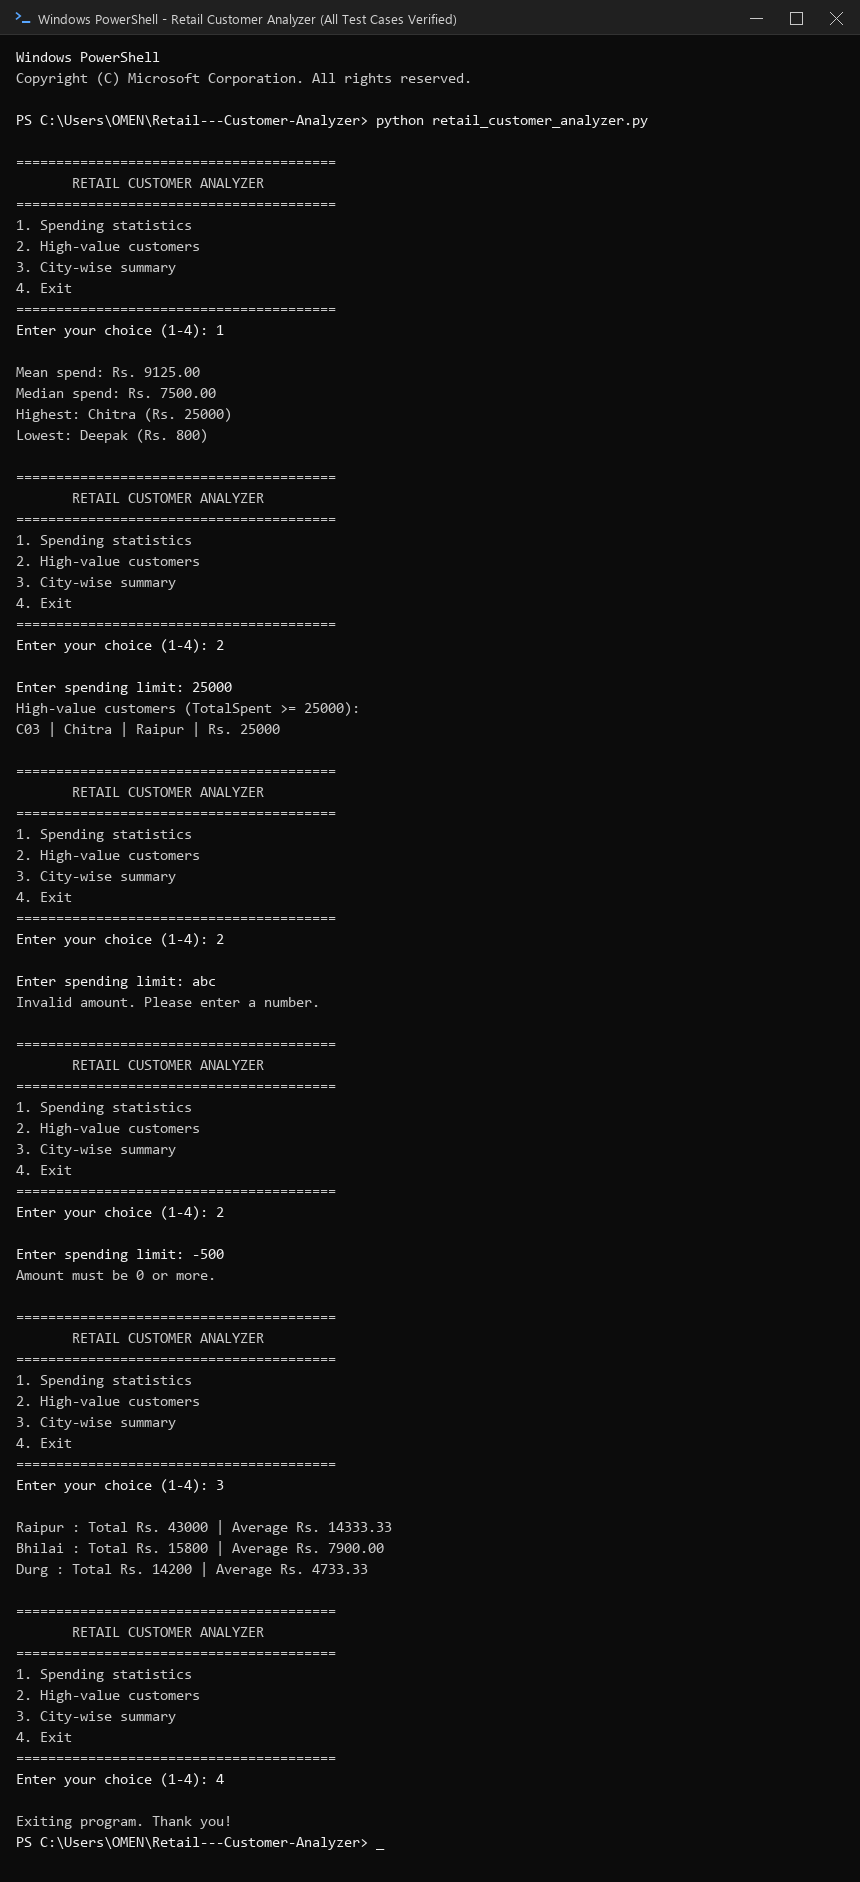 Windows PowerShell - Retail Customer Analyzer (All Test Cases Verified)
Windows PowerShell
Copyright (C) Microsoft Corporation. All rights reserved.
PS C:\Users\OMEN\Retail---Customer-Analyzer> python retail_customer_analyzer.py
========================================
RETAIL CUSTOMER ANALYZER
========================================
1. Spending statistics
2. High-value customers
3. City-wise summary
4. Exit
========================================
Enter your choice (1-4): 1
Mean spend: Rs. 9125.00
Median spend: Rs. 7500.00
Highest: Chitra (Rs. 25000)
Lowest: Deepak (Rs. 800)
========================================
RETAIL CUSTOMER ANALYZER
========================================
1. Spending statistics
2. High-value customers
3. City-wise summary
4. Exit
========================================
Enter your choice (1-4): 2
Enter spending limit: 25000
High-value customers (TotalSpent >= 25000):
C03 | Chitra | Raipur | Rs. 25000
========================================
RETAIL CUSTOMER ANALYZER
========================================
1. Spending statistics
2. High-value customers
3. City-wise summary
4. Exit
========================================
Enter your choice (1-4): 2
Enter spending limit: abc
Invalid amount. Please enter a number.
========================================
RETAIL CUSTOMER ANALYZER
========================================
1. Spending statistics
2. High-value customers
3. City-wise summary
4. Exit
========================================
Enter your choice (1-4): 2
Enter spending limit: -500
Amount must be 0 or more.
========================================
RETAIL CUSTOMER ANALYZER
========================================
1. Spending statistics
2. High-value customers
3. City-wise summary
4. Exit
========================================
Enter your choice (1-4): 3
Raipur : Total Rs. 43000 | Average Rs. 14333.33
Bhilai : Total Rs. 15800 | Average Rs. 7900.00
Durg : Total Rs. 14200 | Average Rs. 4733.33
========================================
RETAIL CUSTOMER ANALYZER
========================================
1. Spending statistics
2. High-value customers
3. City-wise summary
4. Exit
========================================
Enter your choice (1-4): 4
Exiting program. Thank you!
PS C:\Users\OMEN\Retail---Customer-Analyzer> _